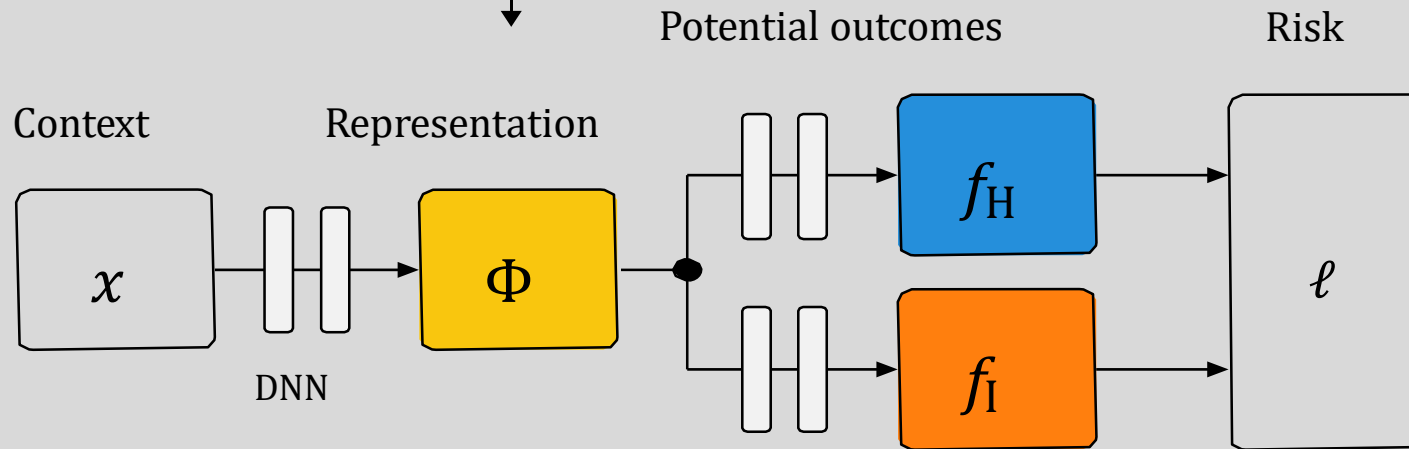 Potential outcomes
Risk
Context
Representation
x
Φ
f_H
f_I
ℓ
DNN